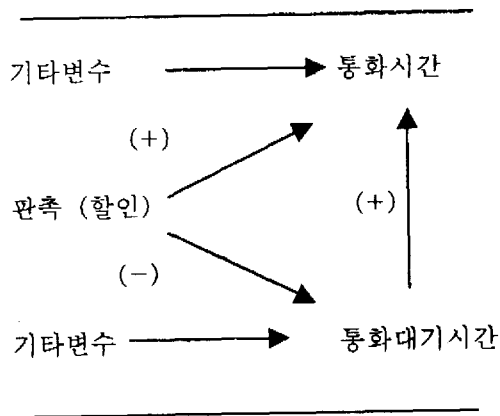 기타변수 통화시간
(+)
판촉 (할인) (+)
(-)
기타변수 통화대기시간